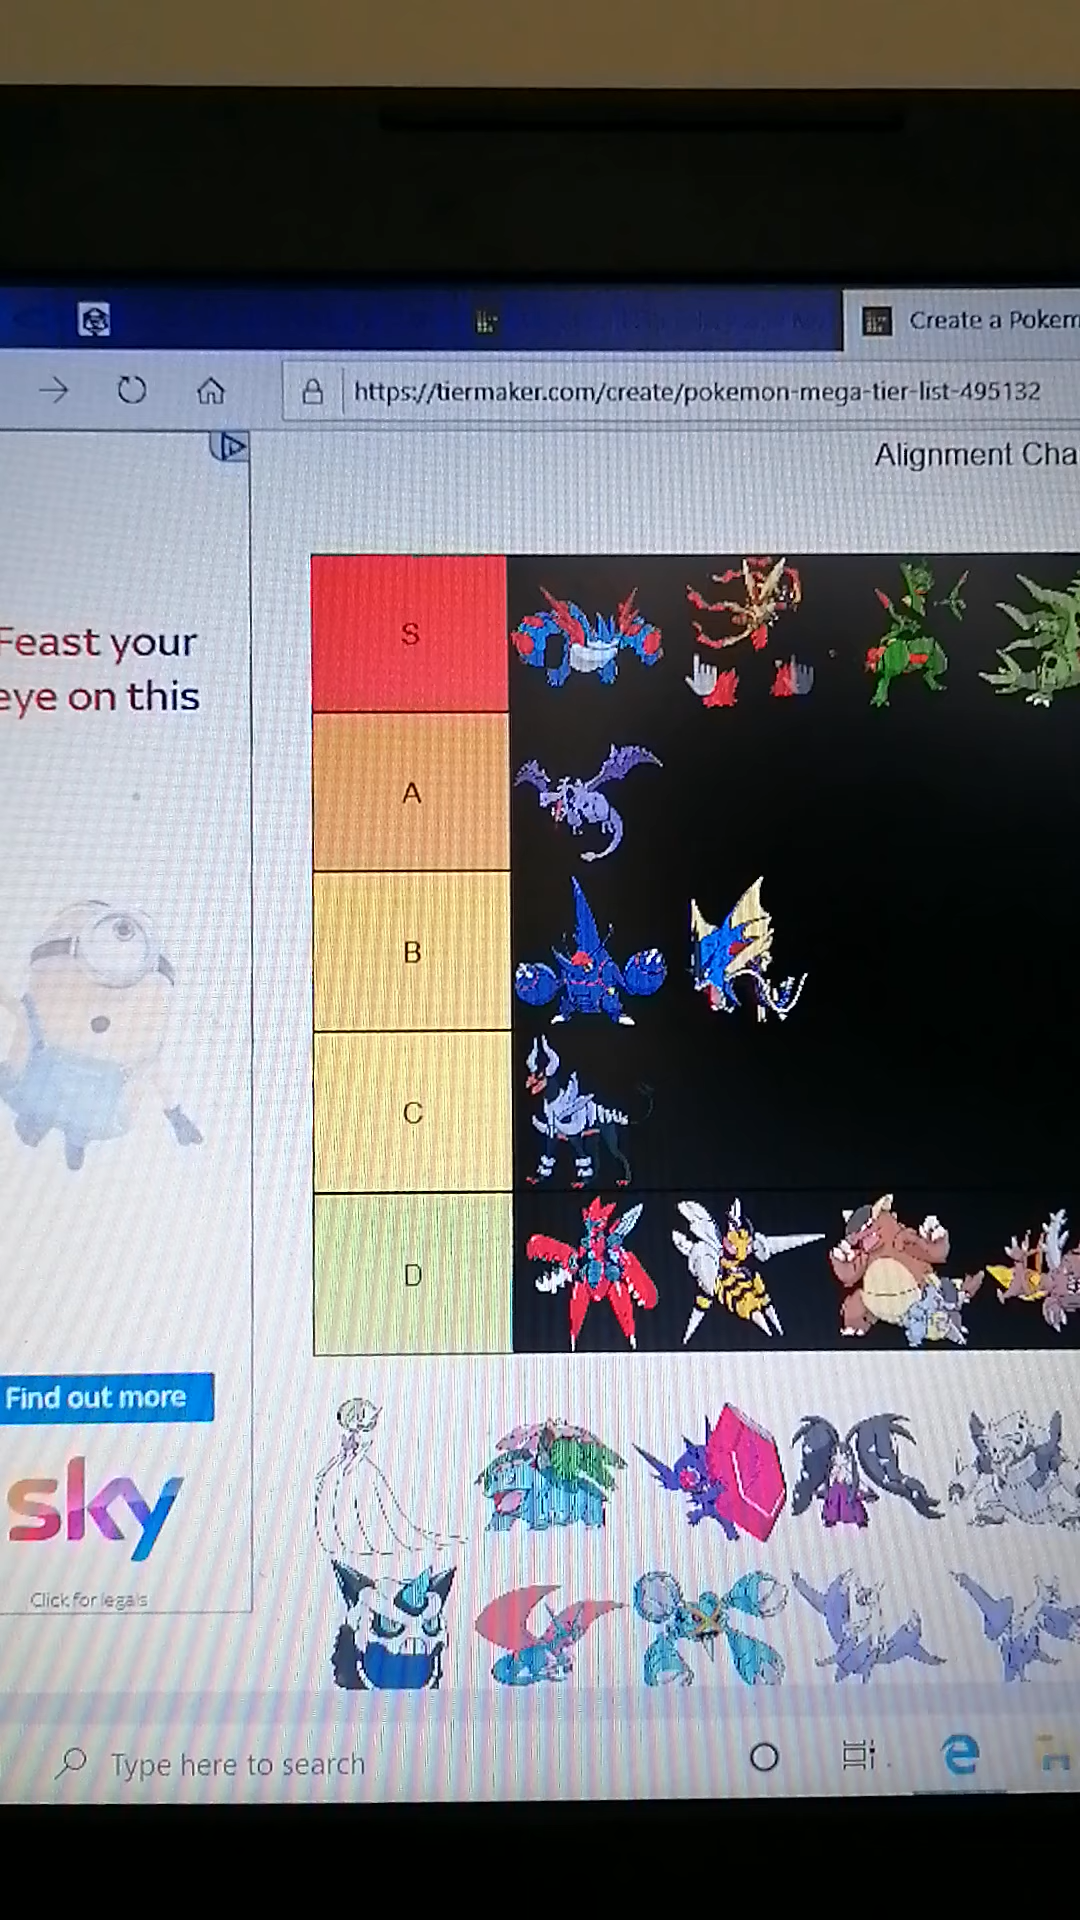 Create a Pokem
https://tiermaker.com/create/pokemon-mega-tier-list-495132
Alignment Cha
Feast your
eye on this
S
A
B
C
D
Find out more
sky
Click for legals
Type here to search